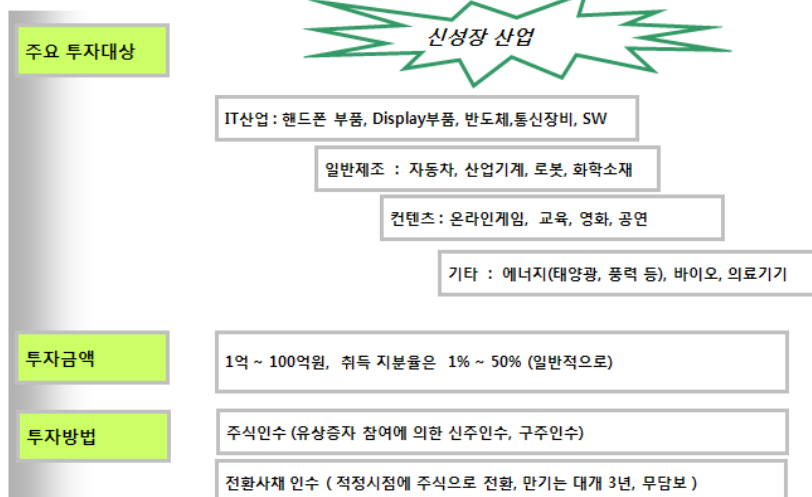 신성장 산업
주요 투자대상
IT산업 : 핸드폰 부품, Display부품, 반도체,통신장비, SW
일반제조 : 자동차, 산업기계, 로봇, 화학소재
컨텐츠 : 온라인게임, 교육, 영화, 공연
기타 : 에너지(태양광, 풍력 등), 바이오, 의료기기
투자금액
1억 ~ 100억원, 취득 지분율은 1% ~ 50% (일반적으로)
투자방법
주식인수 (유상증자 참여에 의한 신주인수, 구주인수)
전환사채 인수 ( 적정시점에 주식으로 전환, 만기는 대개 3년, 무담보 )